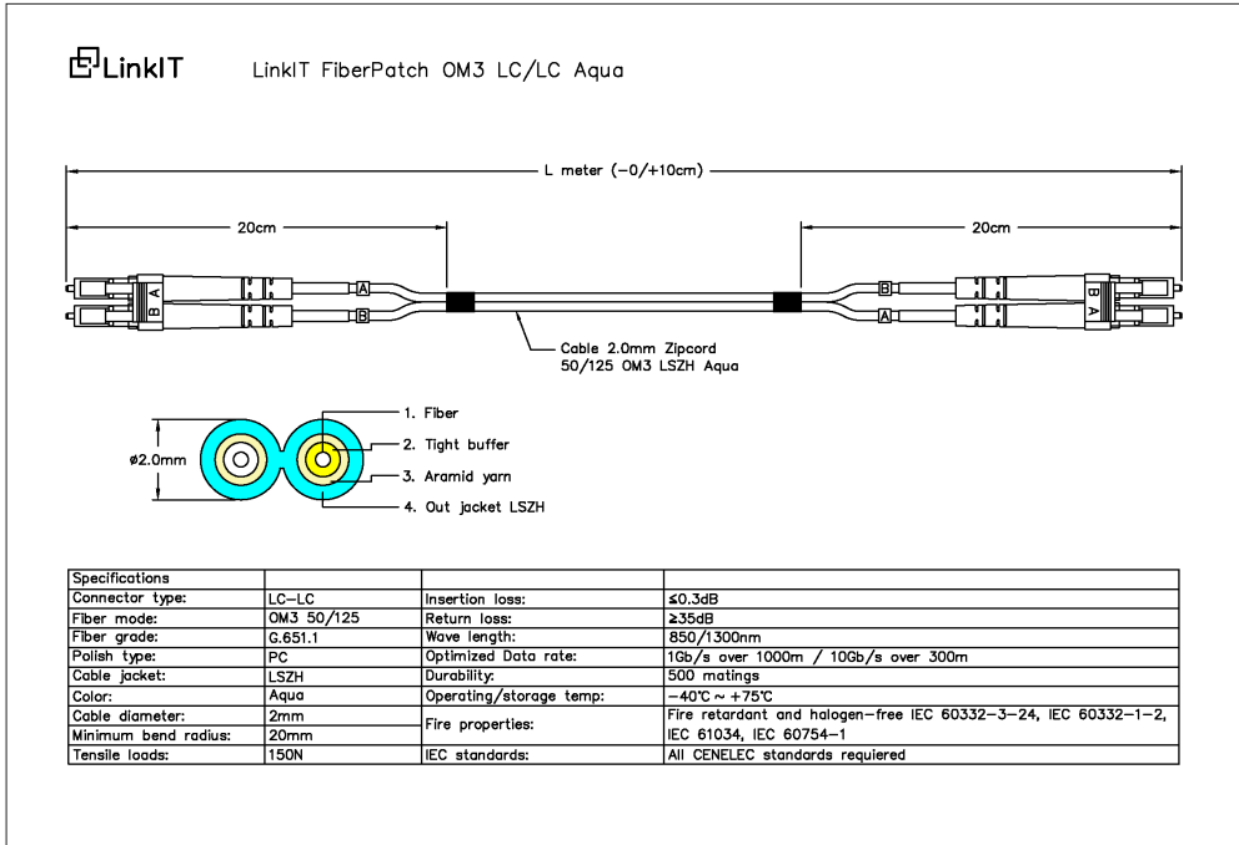 LinkIT
LinkIT FiberPatch OM3 LC/LC Aqua
L meter (-0/+10cm)
20cm
20cm
A
B
A
B
B
A
B
A
Cable 2.0mm Zipcord
50/125 OM3 LSZH Aqua
ø2.0mm
1. Fiber
2. Tight buffer
3. Aramid yarn
4. Out jacket LSZH
Specifications
Connector type: LC-LC Insertion loss: ≤0.3dB
Fiber mode: OM3 50/125 Return loss: ≥35dB
Fiber grade: G.651.1 Wave length: 850/1300nm
Polish type: PC Optimized Data rate: 1Gb/s over 1000m / 10Gb/s over 300m
Cable jacket: LSZH Durability: 500 matings
Color: Aqua Operating/storage temp: -40℃ ~ +75℃
Cable diameter: 2mm Fire properties: Fire retardant and halogen-free IEC 60332-3-24, IEC 60332-1-2,
Minimum bend radius: 20mm IEC 61034, IEC 60754-1
Tensile loads: 150N IEC standards: All CENELEC standards requiered